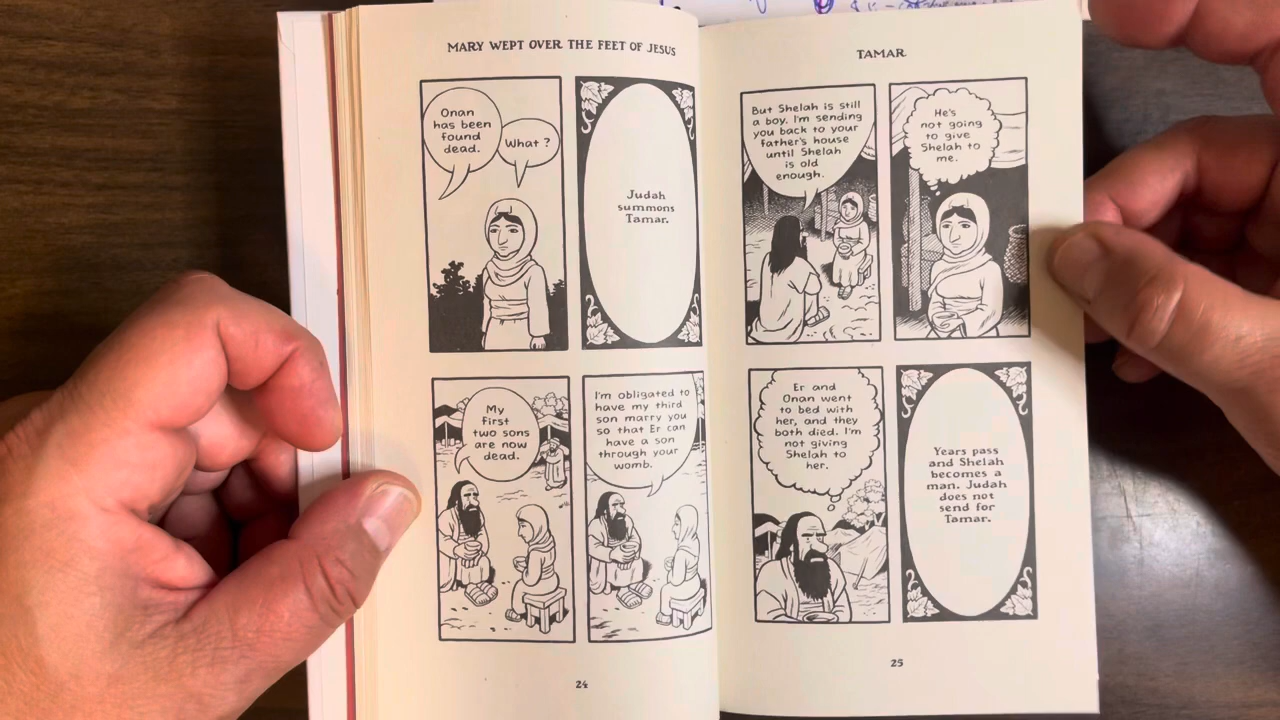 MARY WEPT OVER THE FEET OF JESUS
Onan
has been
found
dead.
What?
Judah
summons
Tamar.
My
first
two sons
are now
dead.
I'm obligated to
have my third
son marry you
so that Er can
have a son
through your
womb.
24
TAMAR
But Shelah is still
a boy. I'm sending
you back to your
father's house
until Shelah
is old
enough.
He's
not going
to give
Shelah to
me.
Er and
Onan went
to bed with
her, and they
both died. I'm
not giving
Shelah to
her.
Years pass
and Shelah
becomes a
man. Judah
does not
send for
Tamar.
25